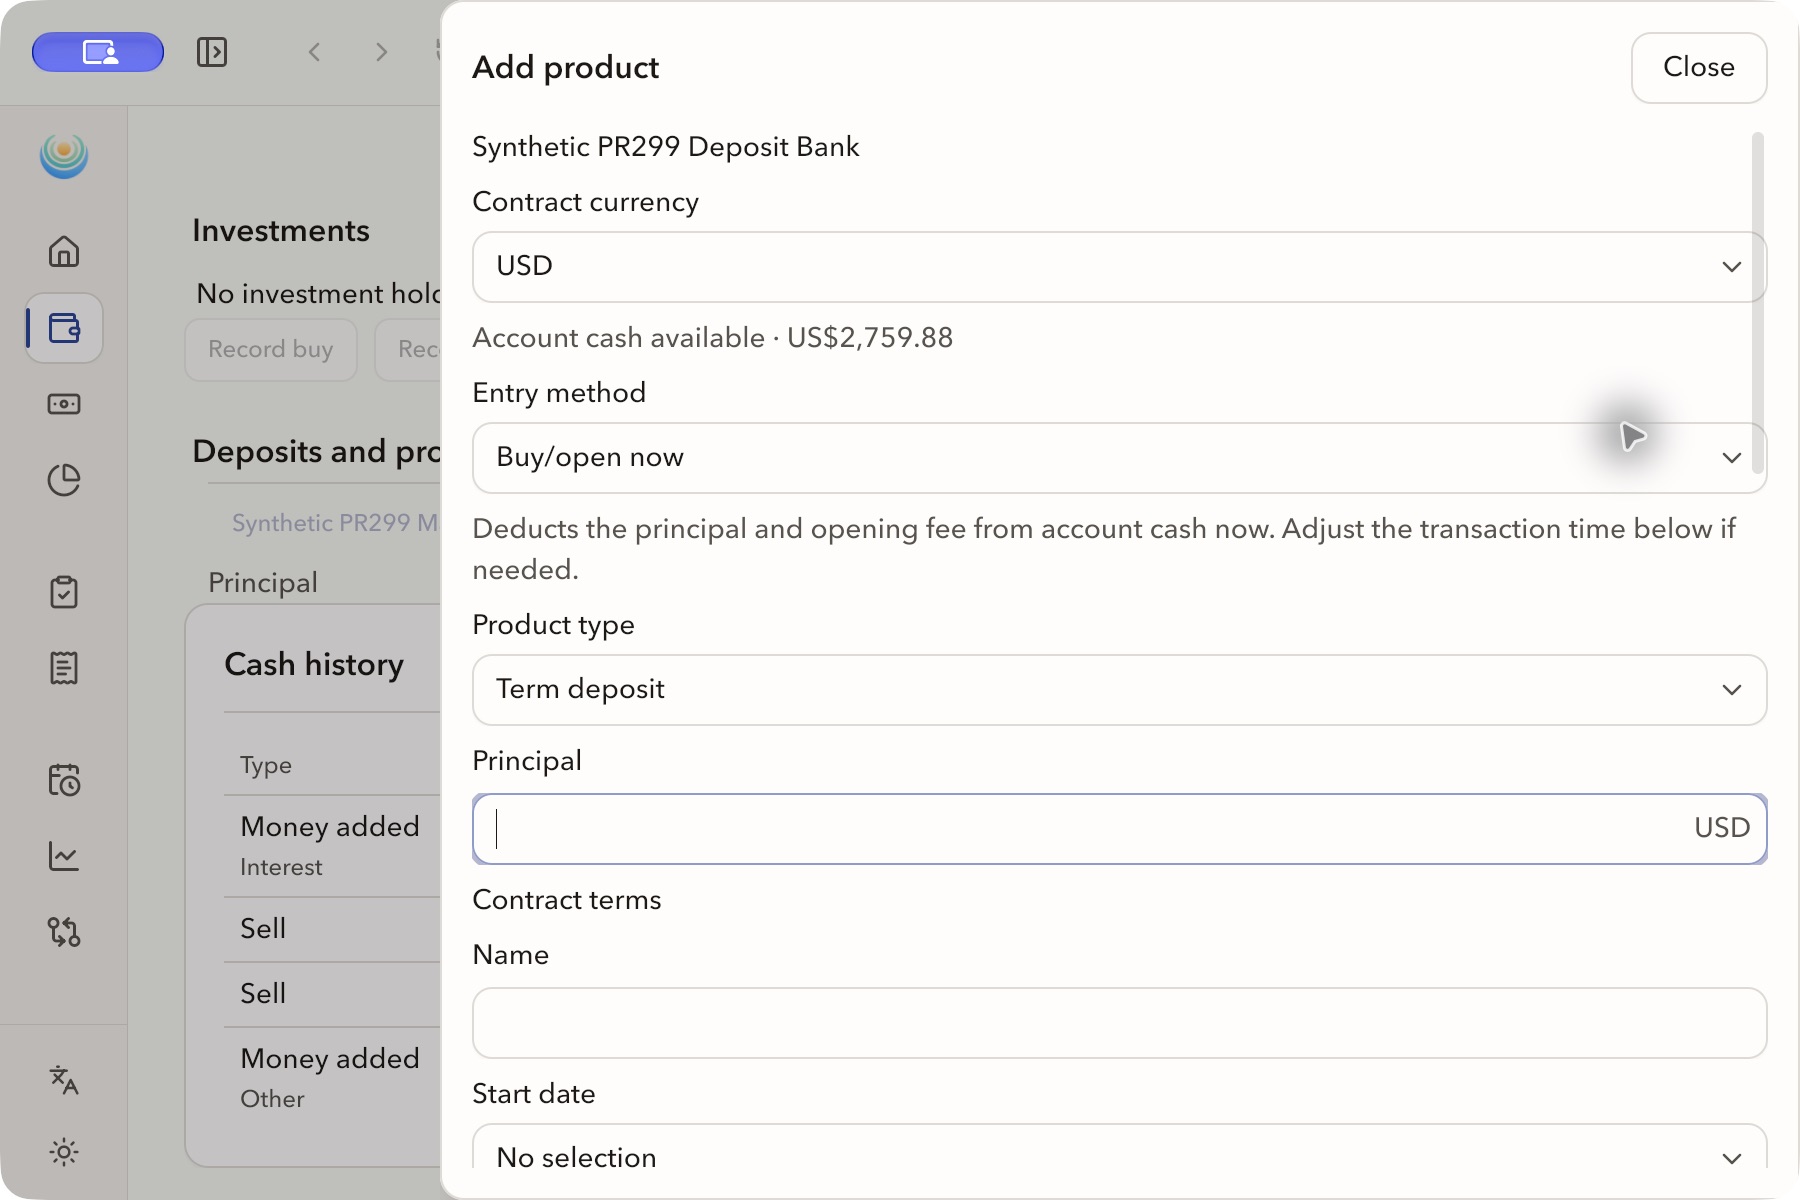 Add product
Close
Synthetic PR299 Deposit Bank
Contract currency
USD
Account cash available · US$2,759.88
Entry method
Buy/open now
Deducts the principal and opening fee from account cash now. Adjust the transaction time below if
needed.
Product type
Term deposit
Principal
USD
Contract terms
Name
Start date
No selection
Investments
No investment hol
Record buy
Rec
Deposits and pro
Synthetic PR299 M
Principal
Cash history
Type
Money added
Interest
Sell
Sell
Money added
Other